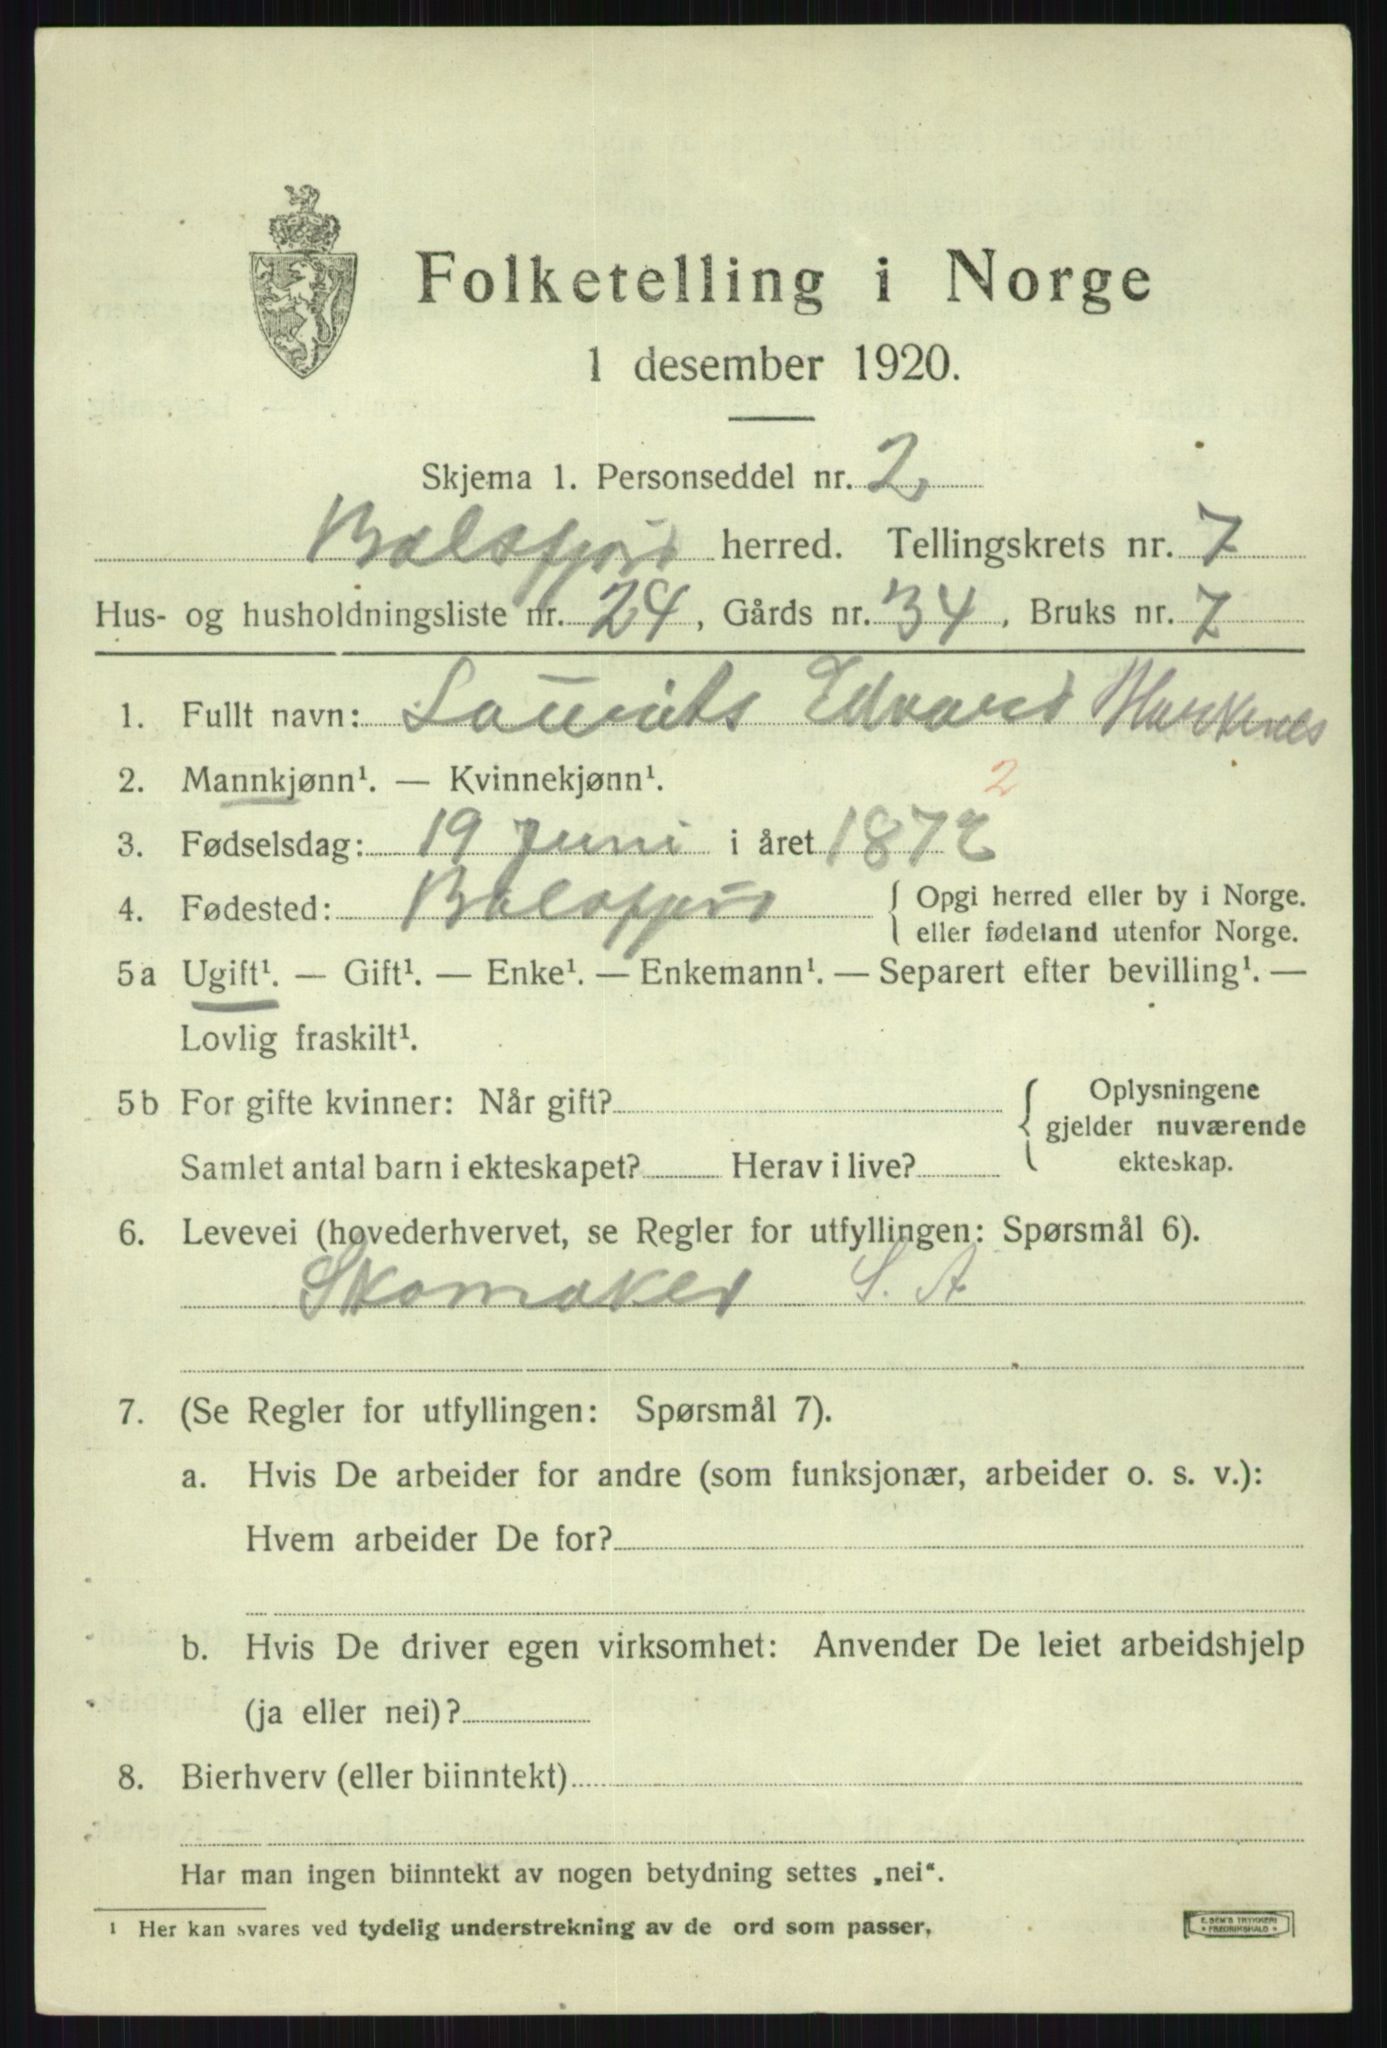 Folketelling i Norge
1 desember 1920.
Skjema 1. Personseddel nr. 2
Balsfjord herred. Tellingskrets nr. 7
Hus- og husholdningsliste nr. 24, Gårds nr. 34, Bruks nr. 7
1. Fullt navn: Laurits Edvard
2. Mannkjønn¹. — Kvinnekjønn¹.
2
3. Fødselsdag: 19 Juni i året 1872
4. Fødested: Balsfjord { Opgi herred eller by i Norge.
eller fødeland utenfor Norge.
5a Ugift¹. — Gift¹. — Enke¹. — Enkemann¹. — Separert efter bevilling¹. —
Lovlig fraskilt¹.
5b For gifte kvinner: Når gift? { Oplysningene
gjelder nuværende
Samlet antal barn i ekteskapet? Herav i live? ekteskap.
6. Levevei (hovederhvervet, se Regler for utfyllingen: Spørsmål 6).
Skomaker S. A
7. (Se Regler for utfyllingen: Spørsmål 7).
a. Hvis De arbeider for andre (som funksjonær, arbeider o. s. v.):
Hvem arbeider De for?
b. Hvis De driver egen virksomhet: Anvender De leiet arbeidshjelp
(ja eller nei)?
8. Bierhverv (eller biinntekt)
Har man ingen biinntekt av nogen betydning settes „nei“.
¹ Her kan svares ved tydelig understrekning av de ord som passer.
E. SEM'S TRYKKERI
FREDRIKSHALD